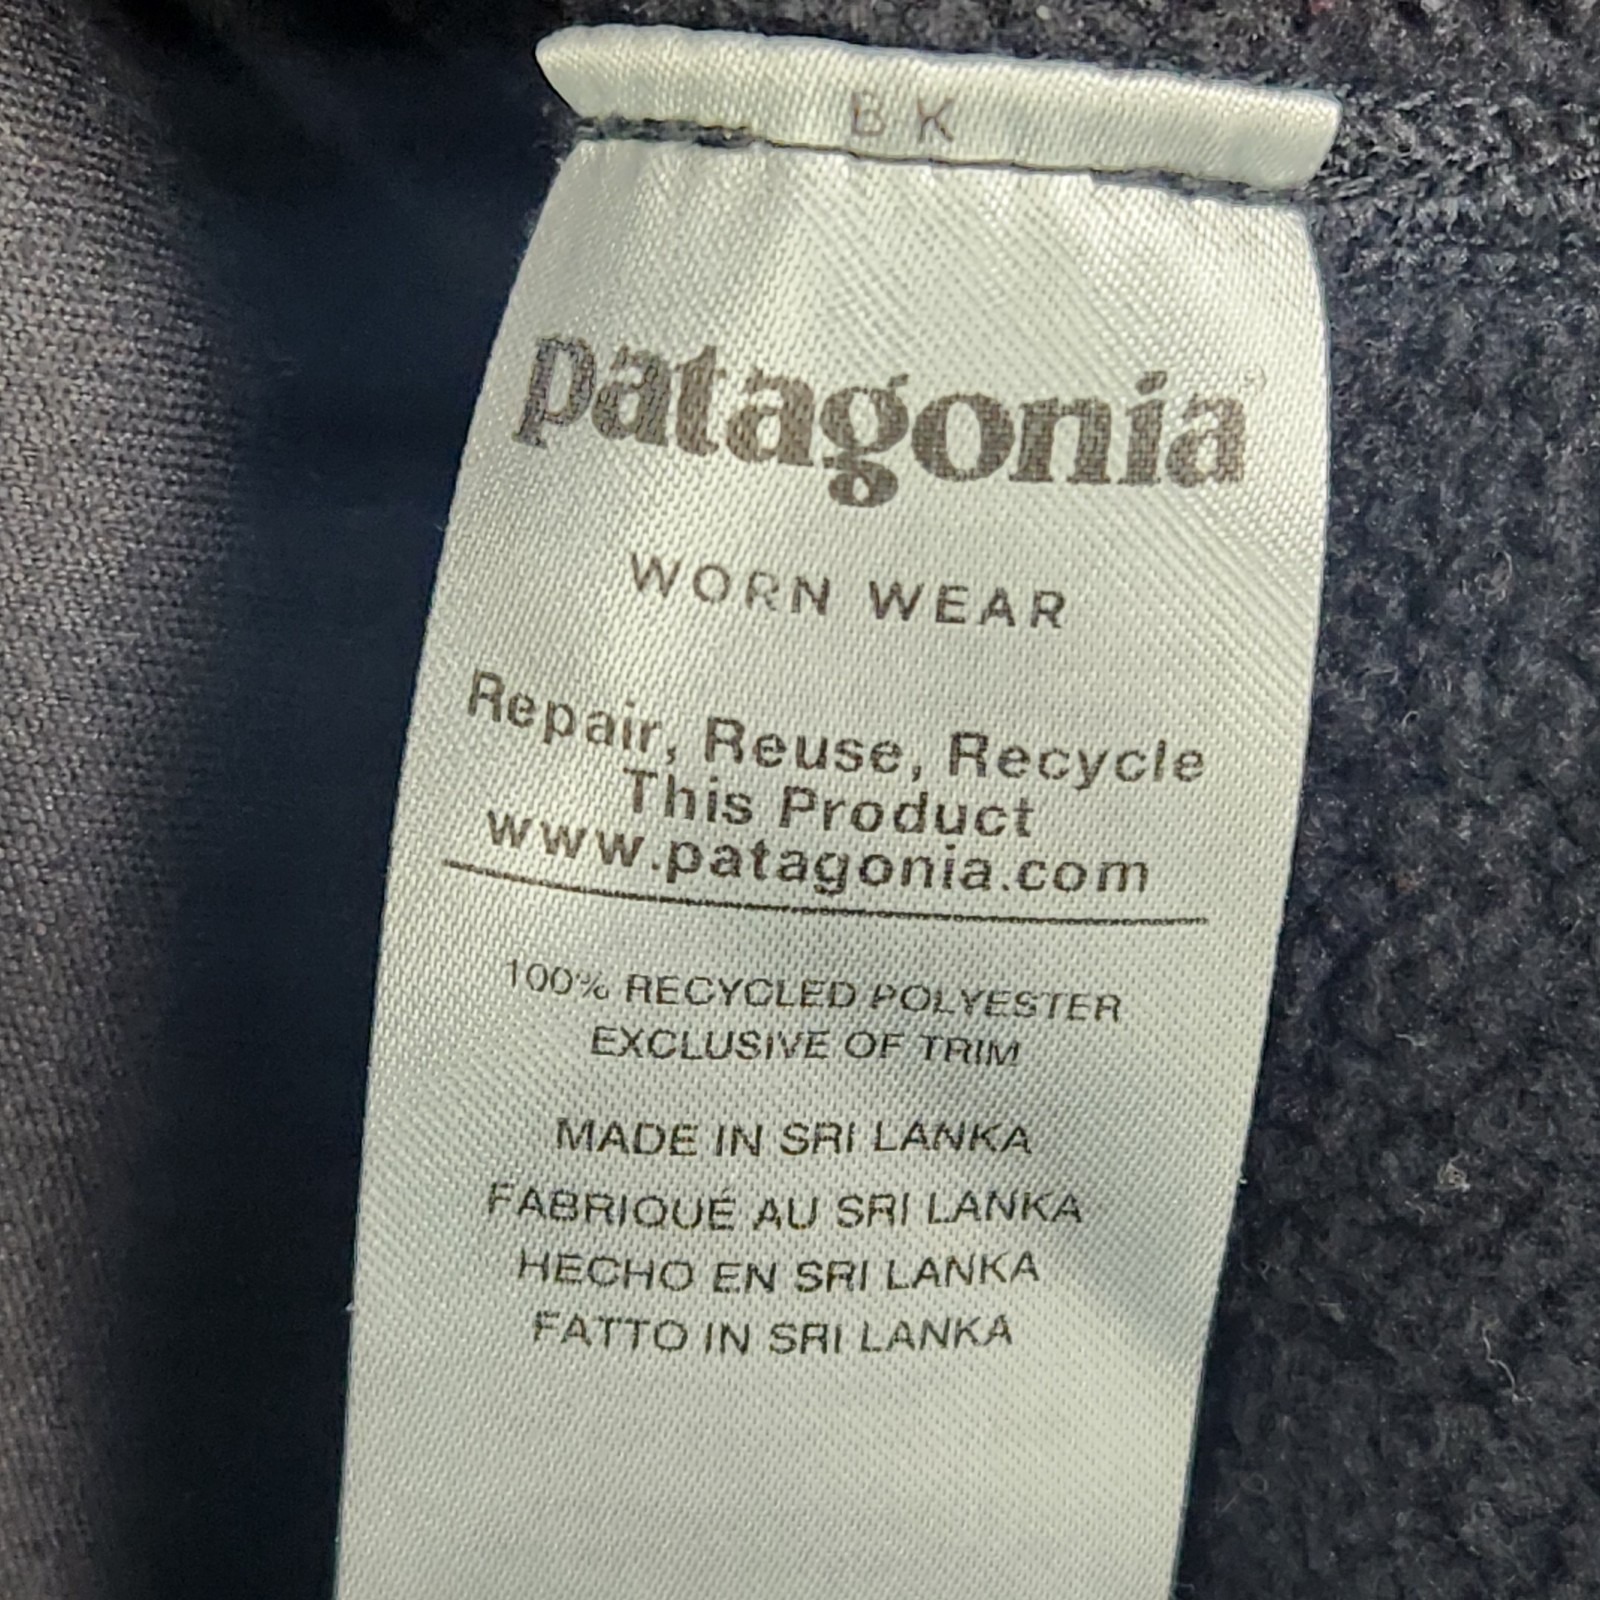 BK
patagonia®
WORN WEAR
Repair, Reuse, Recycle
This Product
www.patagonia.com
100% RECYCLED POLYESTER
EXCLUSIVE OF TRIM
MADE IN SRI LANKA
FABRIQUÉ AU SRI LANKA
HECHO EN SRI LANKA
FATTO IN SRI LANKA